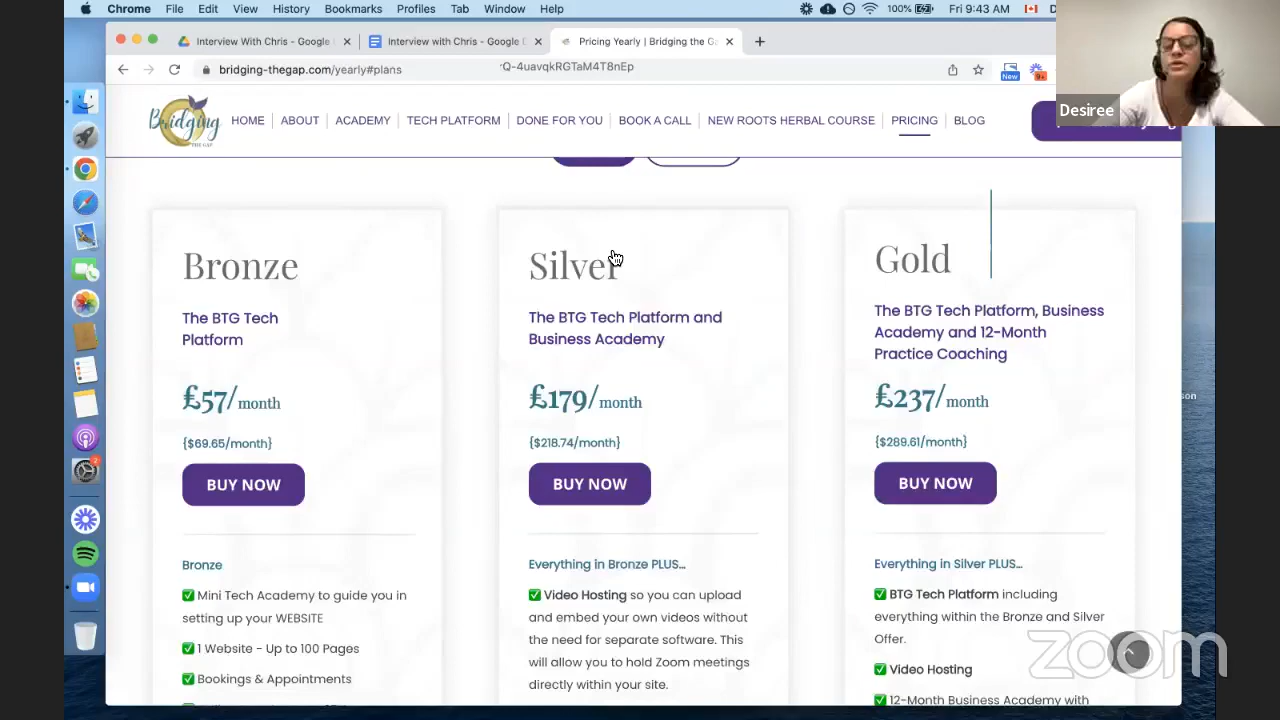 Chrome File Edit View History Bookmarks Profiles Tab Window Help 100% Fri 9:43 AM
Interview With Chris - Google Interview with Chris - Google Pricing Yearly | Bridging the Ga
bridging-thegap.com/yearly#plans Q-4uavqkRGTaM4T8nEp New 9+
Desiree
Bridging
THE GAP
HOME ABOUT ACADEMY TECH PLATFORM DONE FOR YOU BOOK A CALL NEW ROOTS HERBAL COURSE PRICING BLOG
Bronze
The BTG Tech
Platform
£57/month
{$69.65/month}
BUY NOW
Bronze
✅ Mini Tech Academy to guide you in
setting up your WEBSITE
✅ 1 Website - Up to 100 Pages
✅ Bookings & Appointments
Silver
The BTG Tech Platform and
Business Academy
£179/month
{$218.74/month}
BUY NOW
Everything in Bronze PLUS...
✅ Video Hosting so you can upload
and embed your own videos without
the need for separate software. This
will allow you to hold Zoom meetings
directly within your site.
Gold
The BTG Tech Platform, Business
Academy and 12-Month
Practice Coaching
£237/month
{$289.61/month}
BUY NOW
Everything in Silver PLUS...
✅ BTG Tech Platform including
everything within the Bronze and Silver
Offer.
✅ Video Hosting
✅ 12-Month Business Academy with
zoom